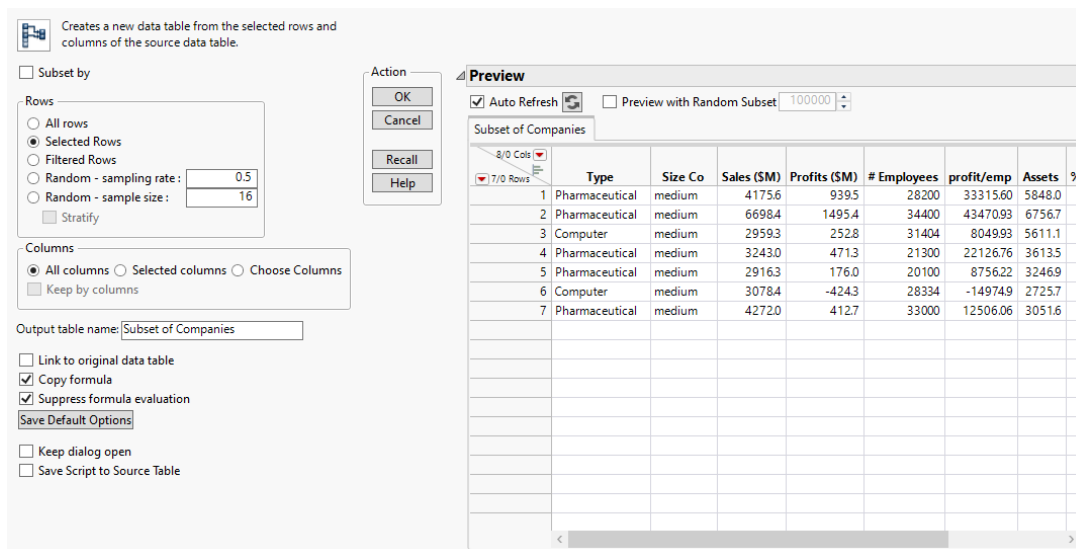 Creates a new data table from the selected rows and
columns of the source data table.
Subset by
Rows
All rows
Selected Rows
Filtered Rows
Random - sampling rate : 0.5
Random - sample size : 16
Stratify
Columns
All columns Selected columns Choose Columns
Keep by columns
Output table name: Subset of Companies
Link to original data table
Copy formula
Suppress formula evaluation
Save Default Options
Keep dialog open
Save Script to Source Table
Action
OK
Cancel
Recall
Help
Preview
Auto Refresh Preview with Random Subset 100000
Subset of Companies
8/0 Cols
7/0 Rows Type Size Co Sales ($M) Profits ($M) # Employees profit/emp Assets %
1 Pharmaceutical medium 4175.6 939.5 28200 33315.60 5848.0
2 Pharmaceutical medium 6698.4 1495.4 34400 43470.93 6756.7
3 Computer medium 2959.3 252.8 31404 8049.93 5611.1
4 Pharmaceutical medium 3243.0 471.3 21300 22126.76 3613.5
5 Pharmaceutical medium 2916.3 176.0 20100 8756.22 3246.9
6 Computer medium 3078.4 -424.3 28334 -14974.9 2725.7
7 Pharmaceutical medium 4272.0 412.7 33000 12506.06 3051.6